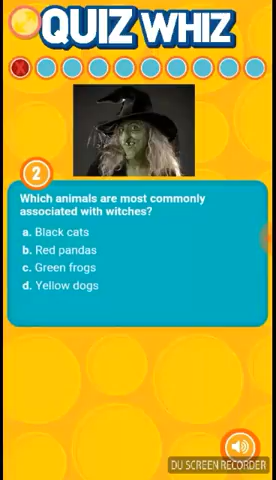 QUIZ WHIZ
2
Which animals are most commonly
associated with witches?
a. Black cats
b. Red pandas
c. Green frogs
d. Yellow dogs
DU SCREEN RECORDER